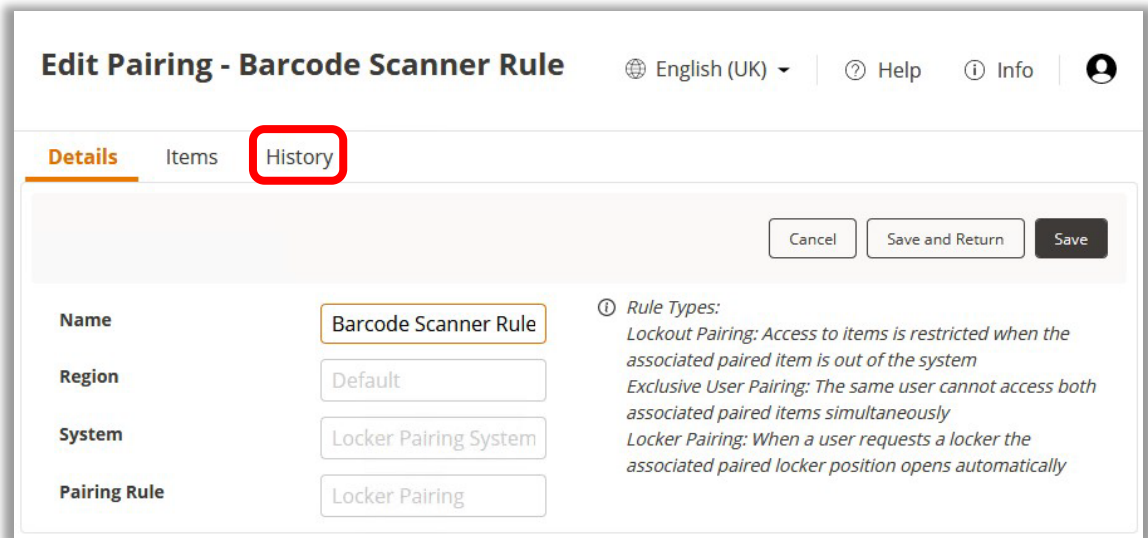 Edit Pairing - Barcode Scanner Rule
English (UK)
Help
Info
Details
Items
History
Cancel
Save and Return
Save
Name
Barcode Scanner Rule
Region
Default
System
Locker Pairing System
Pairing Rule
Locker Pairing
Rule Types:
Lockout Pairing: Access to items is restricted when the
associated paired item is out of the system
Exclusive User Pairing: The same user cannot access both
associated paired items simultaneously
Locker Pairing: When a user requests a locker the
associated paired locker position opens automatically